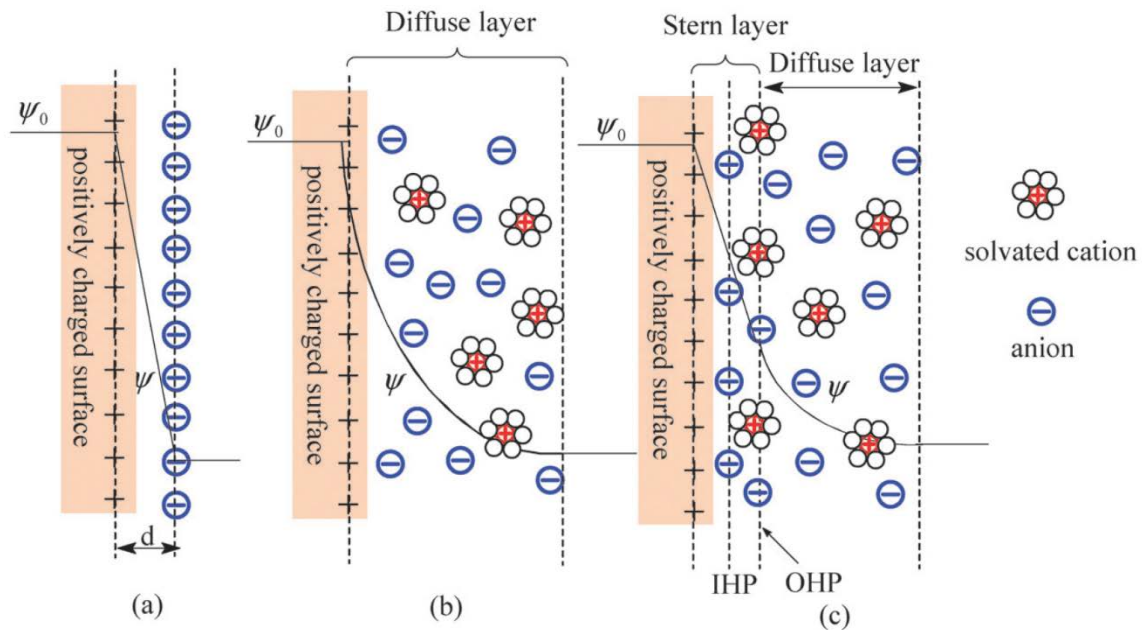 Diffuse layer
Stern layer
Diffuse layer
ψ₀
positively charged surface
ψ
d
(a)
ψ₀
positively charged surface
ψ
(b)
ψ₀
positively charged surface
ψ
IHP
OHP
(c)
solvated cation
anion